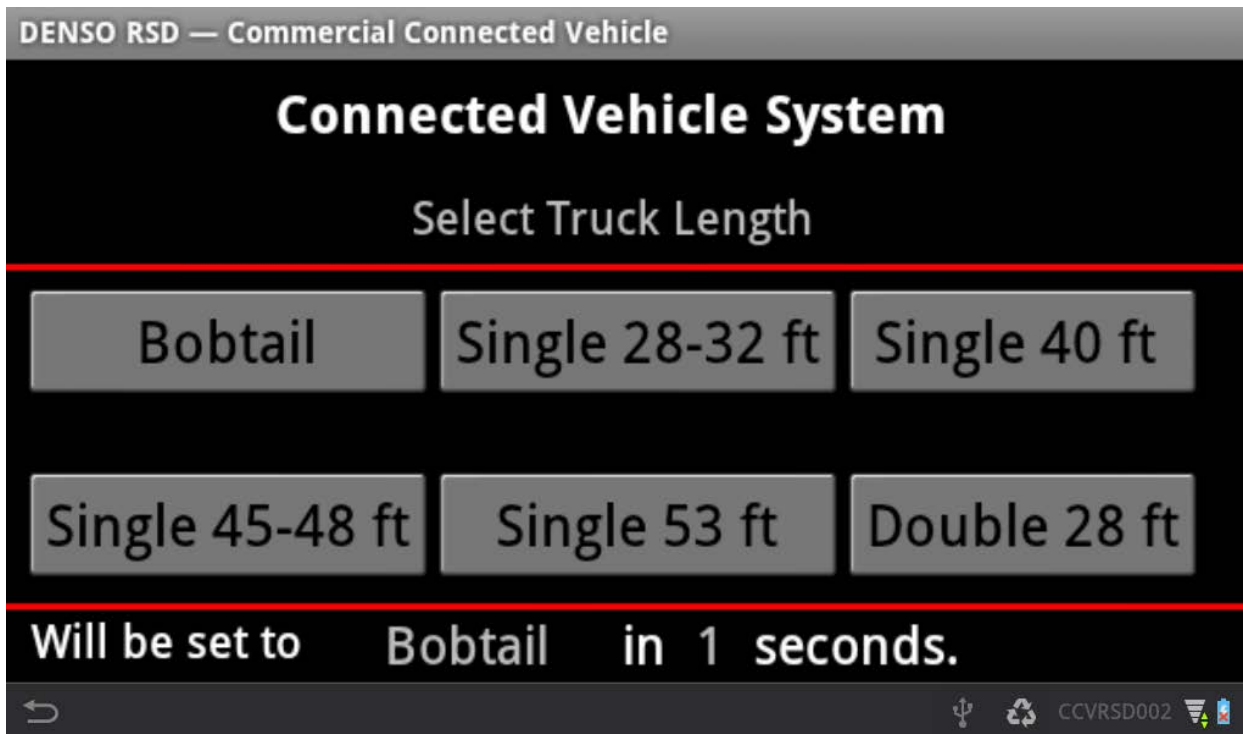 DENSO RSD — Commercial Connected Vehicle
Connected Vehicle System
Select Truck Length
Bobtail Single 28-32 ft Single 40 ft
Single 45-48 ft Single 53 ft Double 28 ft
Will be set to Bobtail in 1 seconds.
CCVRSD002